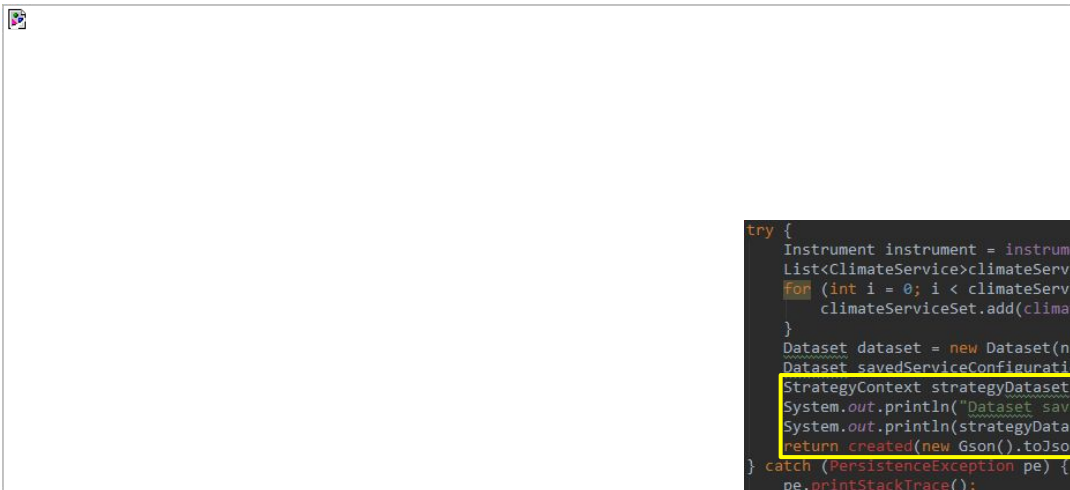 try {
Instrument instrument = instrum
List<ClimateService>climateServ
for (int i = 0; i < climateServ
climateServiceSet.add(clima
}
Dataset dataset = new Dataset(n
Dataset savedServiceConfigurati
StrategyContext strategyDataset
System.out.println("Dataset sav
System.out.println(strategyData
return created(new Gson().toJso
} catch (PersistenceException pe) {
pe.printStackTrace();